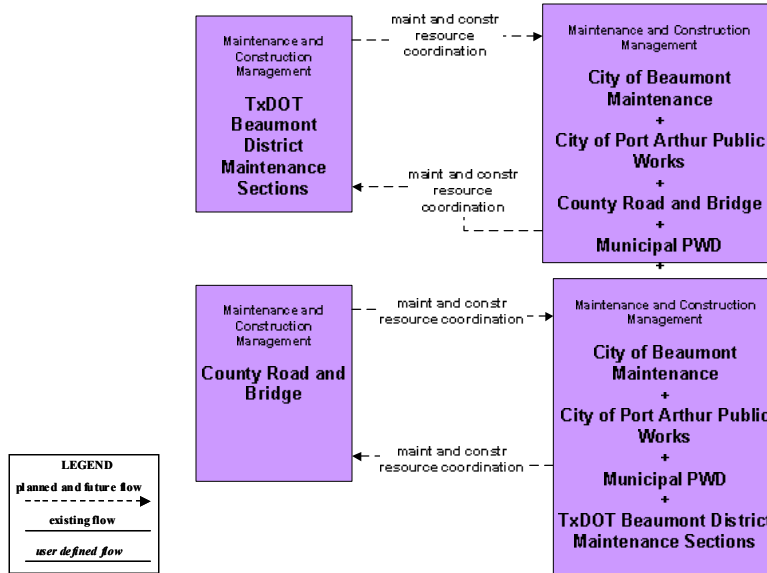 Maintenance and
Construction
Management
TxDOT
Beaumont
District
Maintenance
Sections
maint and constr
resource
coordination
maint and constr
resource
coordination
Maintenance and Construction
Management
City of Beaumont
Maintenance
+
City of Port Arthur Public
Works
+
County Road and Bridge
+
Municipal PWD
+
Maintenance and
Construction
Management
County Road and
Bridge
maint and constr
resource coordination
maint and constr
resource coordination
Maintenance and Construction
Management
City of Beaumont
Maintenance
+
City of Port Arthur Public
Works
+
Municipal PWD
+
TxDOT Beaumont District
Maintenance Sections
LEGEND
planned and future flow
existing flow
user defined flow